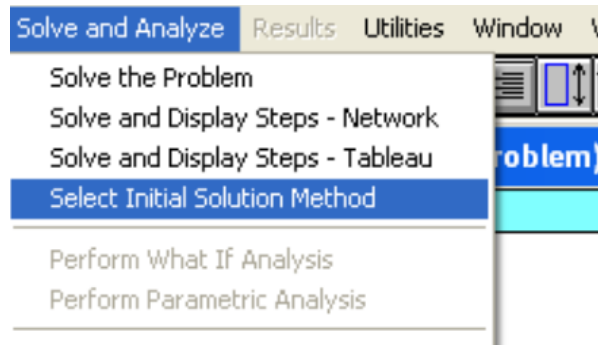 Solve and Analyze Results Utilities Window
Solve the Problem
Solve and Display Steps - Network
Solve and Display Steps - Tableau
roblem)
Select Initial Solution Method
Perform What If Analysis
Perform Parametric Analysis